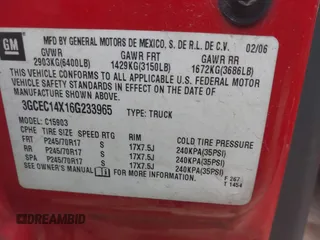 GM
MFD BY GENERAL MOTORS DE MEXICO, S. DE R.L. DE C.V. 02/06
GVWR GAWR FRT GAWR RR
2903KG(6400LB) 1429KG(3150LB) 1672KG(3686LB)
THIS VEHICLE CONFORMS TO ALL APPLICABLE U.S. FEDERAL MOTOR
VEHICLE SAFETY STANDARDS IN EFFECT ON THE DATE OF
MANUFACTURE SHOWN ABOVE.
3GCEC14X16G233965 TYPE: TRUCK
MODEL: C15903
TIRE SIZE SPEED RTG RIM COLD TIRE PRESSURE
FRT P245/70R17 S 17X7.5J 240KPA(35PSI)
RR P245/70R17 S 17X7.5J 240KPA(35PSI)
SPA P245/70R17 S 17X7.5J 240KPA(35PSI)
SEE OWNER'S MANUAL FOR MORE INFORMATION.
F 267
T 1454
DREAMBID